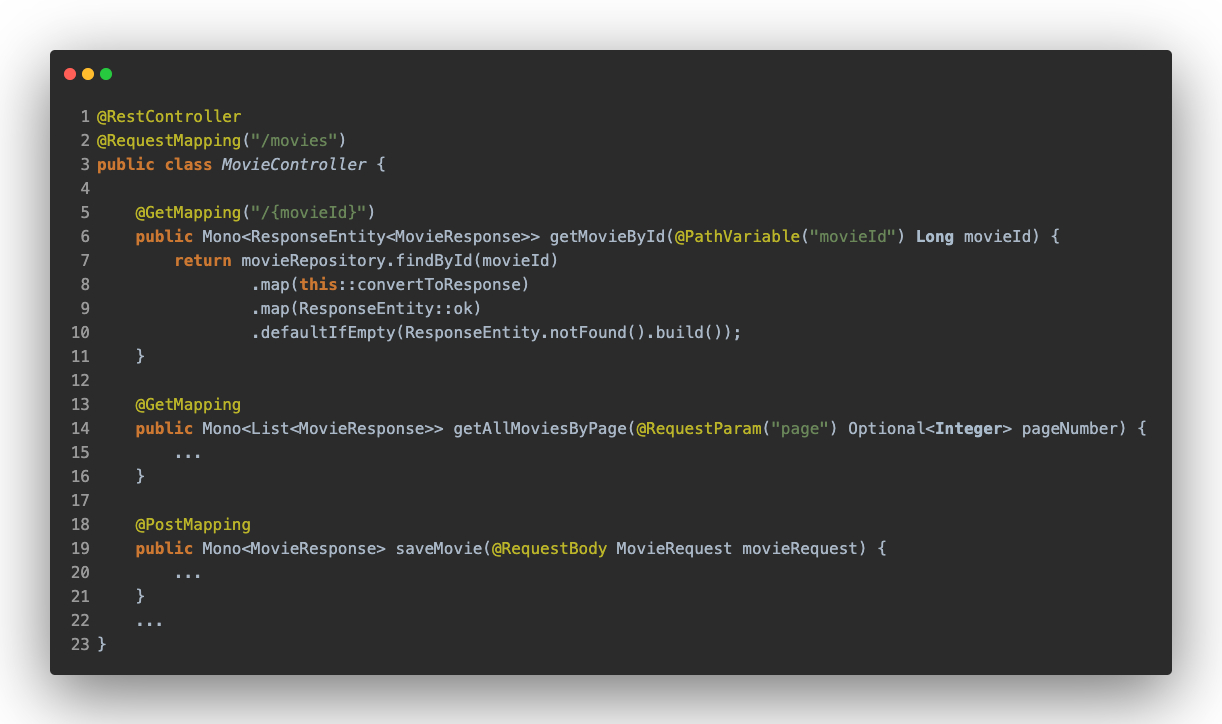 1 @RestController
2 @RequestMapping("/movies")
3 public class MovieController {
4
5     @GetMapping("/{movieId}")
6     public Mono<ResponseEntity<MovieResponse>> getMovieById(@PathVariable("movieId") Long movieId) {
7         return movieRepository.findById(movieId)
8                 .map(this::convertToResponse)
9                 .map(ResponseEntity::ok)
10                 .defaultIfEmpty(ResponseEntity.notFound().build());
11     }
12
13     @GetMapping
14     public Mono<List<MovieResponse>> getAllMoviesByPage(@RequestParam("page") Optional<Integer> pageNumber) {
15         ...
16     }
17
18     @PostMapping
19     public Mono<MovieResponse> saveMovie(@RequestBody MovieRequest movieRequest) {
20         ...
21     }
22     ...
23 }